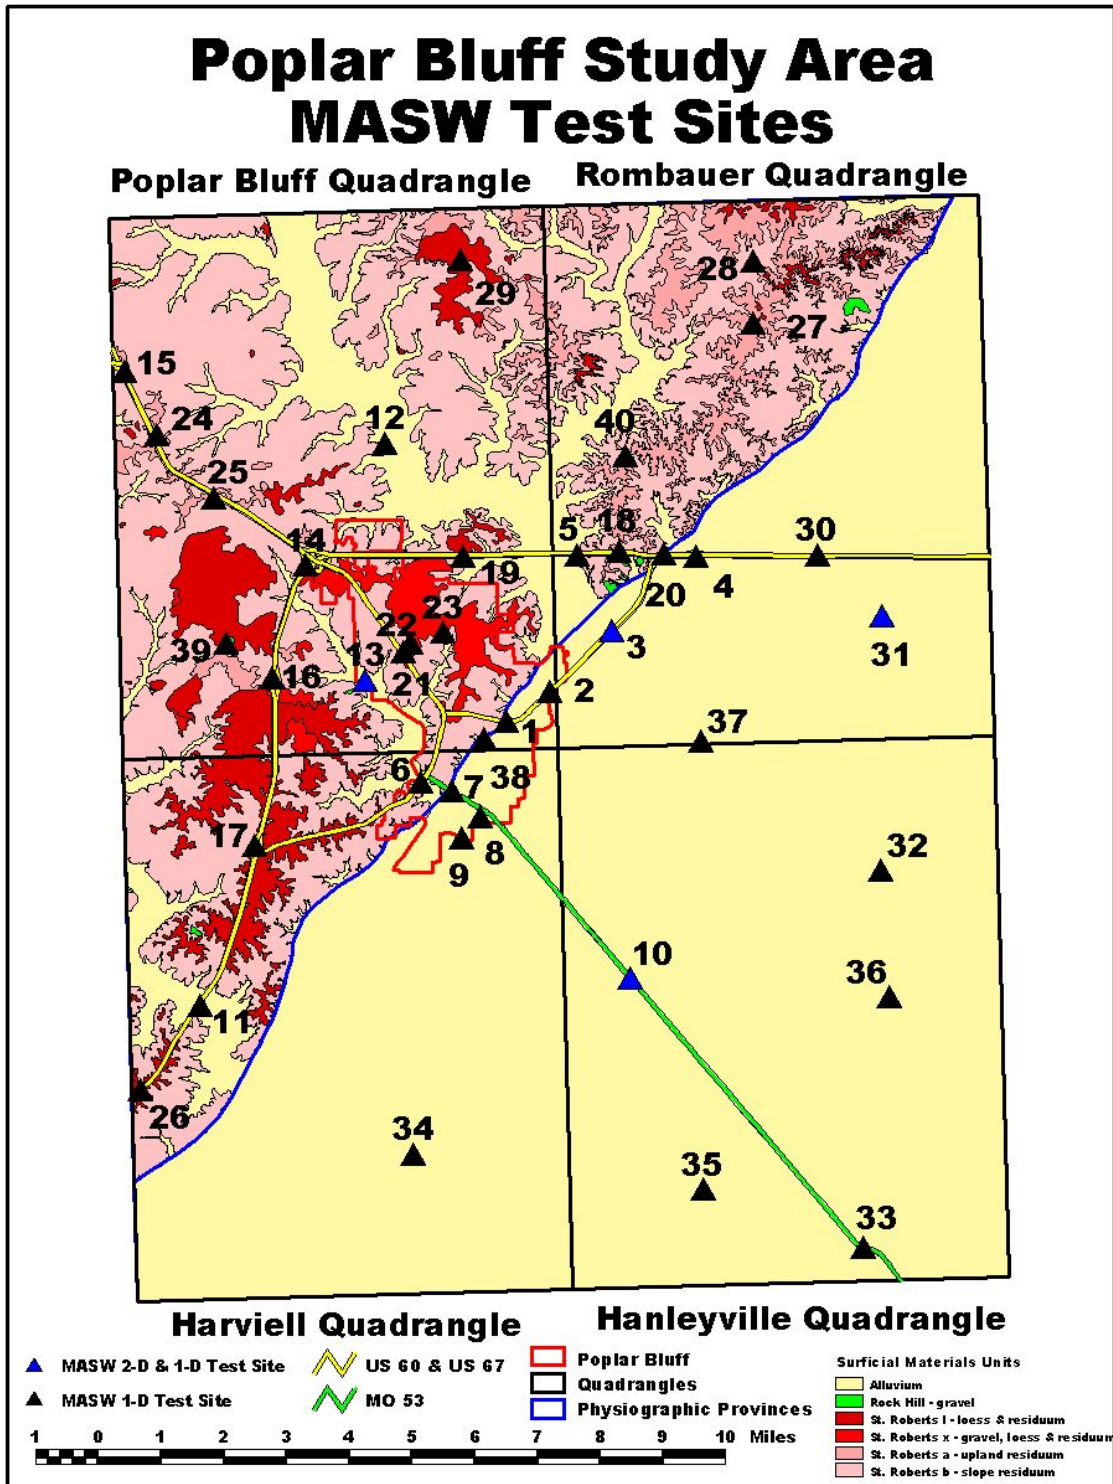 Poplar Bluff Study Area
MASW Test Sites
Poplar Bluff Quadrangle
Rombauer Quadrangle
28
29
27
15
24
12
40
25
14
5
18
30
19
20
4
23
22
39
13
3
31
16
21
2
1
37
6
7
38
17
8
32
9
10
36
11
26
34
35
33
Harviell Quadrangle
Hanleyville Quadrangle
MASW 2-D & 1-D Test Site
MASW 1-D Test Site
US 60 & US 67
MO 53
Poplar Bluff
Quadrangles
Physiographic Provinces
Surficial Materials Units
Alluvium
Rock Hill - gravel
St. Roberts l - loess & residuum
St. Roberts x - gravel, loess & residuum
St. Roberts a - upland residuum
St. Roberts b - slope residuum
1 0 1 2 3 4 5 6 7 8 9 10 Miles